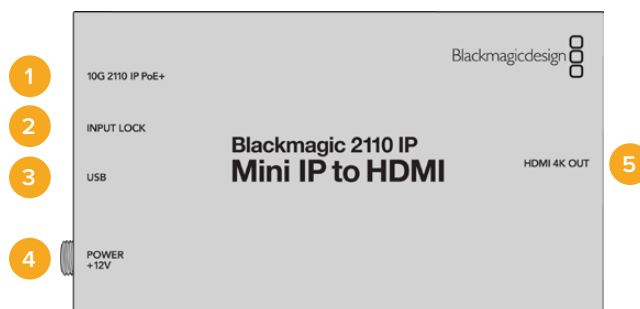 Blackmagicdesign
1
10G 2110 IP PoE+
2
INPUT LOCK
Blackmagic 2110 IP
Mini IP to HDMI
3
USB
HDMI 4K OUT
5
4
POWER
+12V